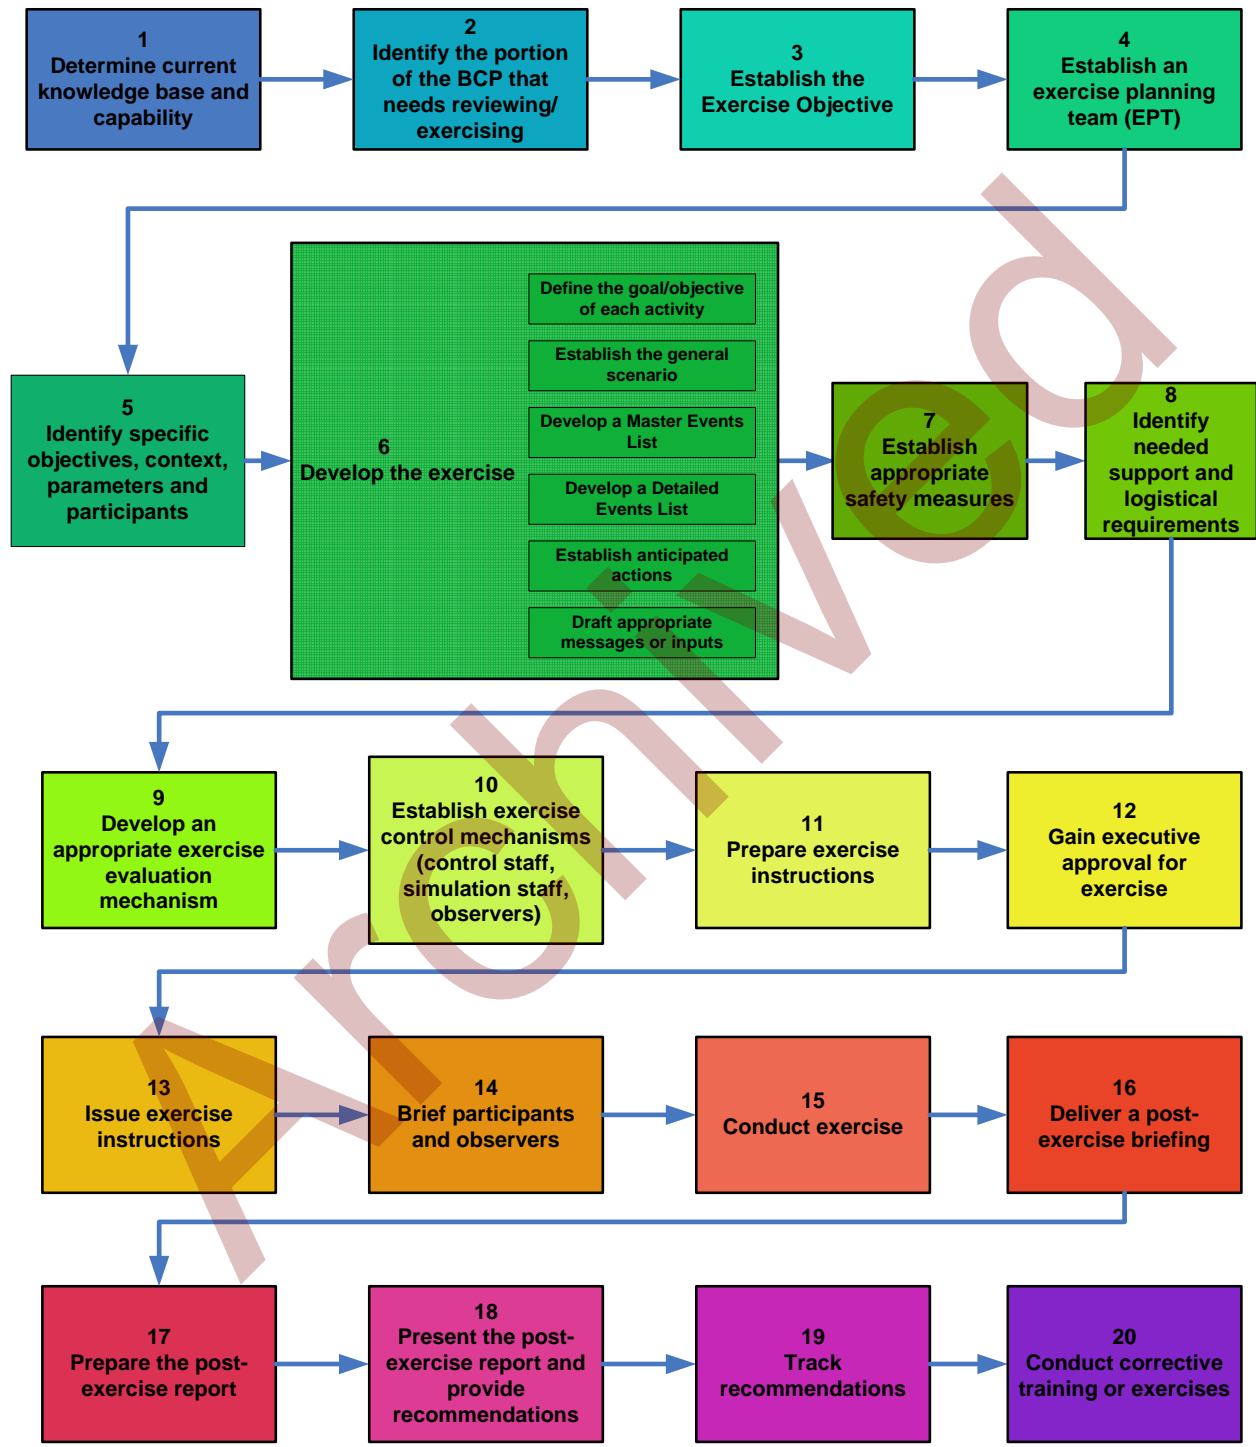 1
Determine current
knowledge base and
capability
2
Identify the portion
of the BCP that
needs reviewing/
exercising
3
Establish the
Exercise Objective
4
Establish an
exercise planning
team (EPT)
5
Identify specific
objectives, context,
parameters and
participants
6
Develop the exercise
Define the goal/objective
of each activity
Establish the general
scenario
Develop a Master Events
List
Develop a Detailed
Events List
Establish anticipated
actions
Draft appropriate
messages or inputs
7
Establish
appropriate
safety measures
8
Identify
needed
support and
logistical
requirements
9
Develop an
appropriate exercise
evaluation
mechanism
10
Establish exercise
control mechanisms
(control staff,
simulation staff,
observers)
11
Prepare exercise
instructions
12
Gain executive
approval for
exercise
13
Issue exercise
instructions
14
Brief participants
and observers
15
Conduct exercise
16
Deliver a post-
exercise briefing
17
Prepare the post-
exercise report
18
Present the post-
exercise report and
provide
recommendations
19
Track
recommendations
20
Conduct corrective
training or exercises
Archived